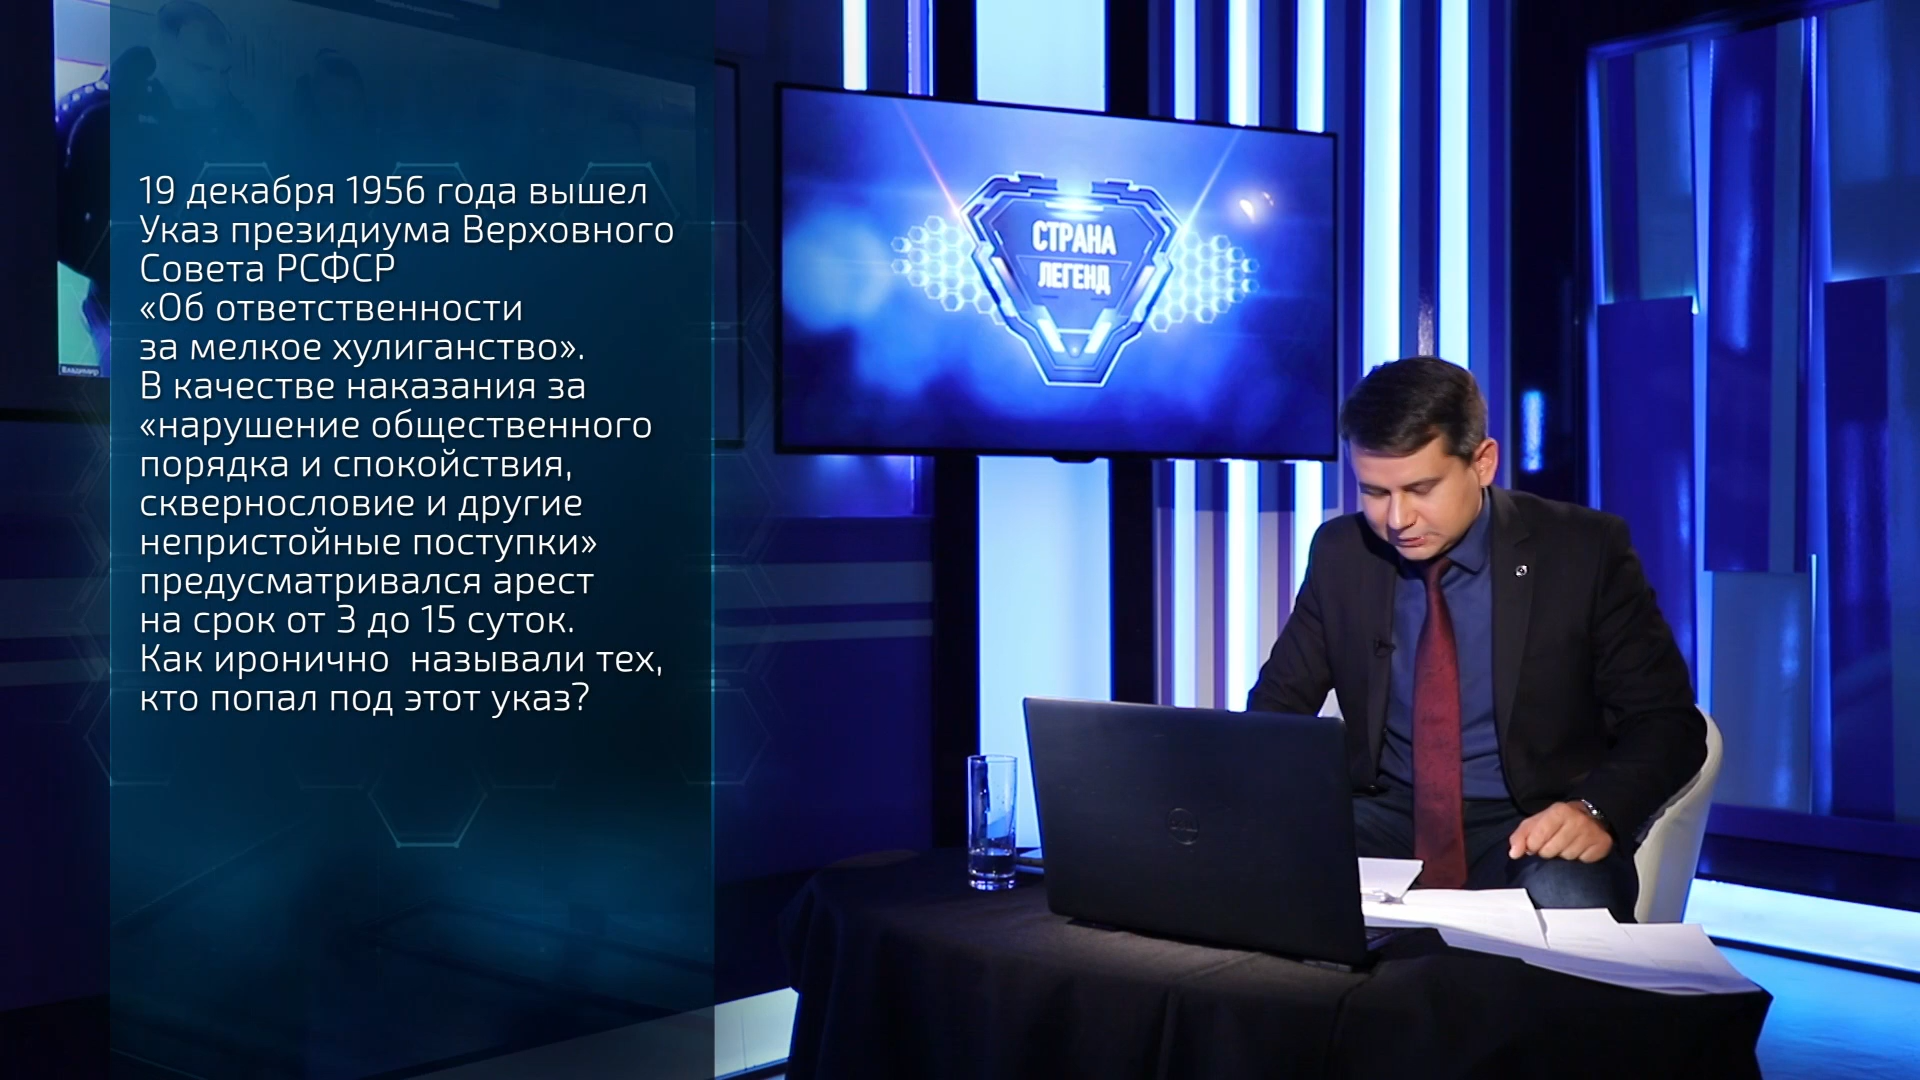 19 декабря 1956 года вышел
Указ президиума Верховного
Совета РСФСР
«Об ответственности
за мелкое хулиганство».
В качестве наказания за
«нарушение общественного
порядка и спокойствия,
сквернословие и другие
непристойные поступки»
предусматривался арест
на срок от 3 до 15 суток.
Как иронично  называли тех,
кто попал под этот указ?
СТРАНА
ЛЕГЕНД
Владимир
DELL